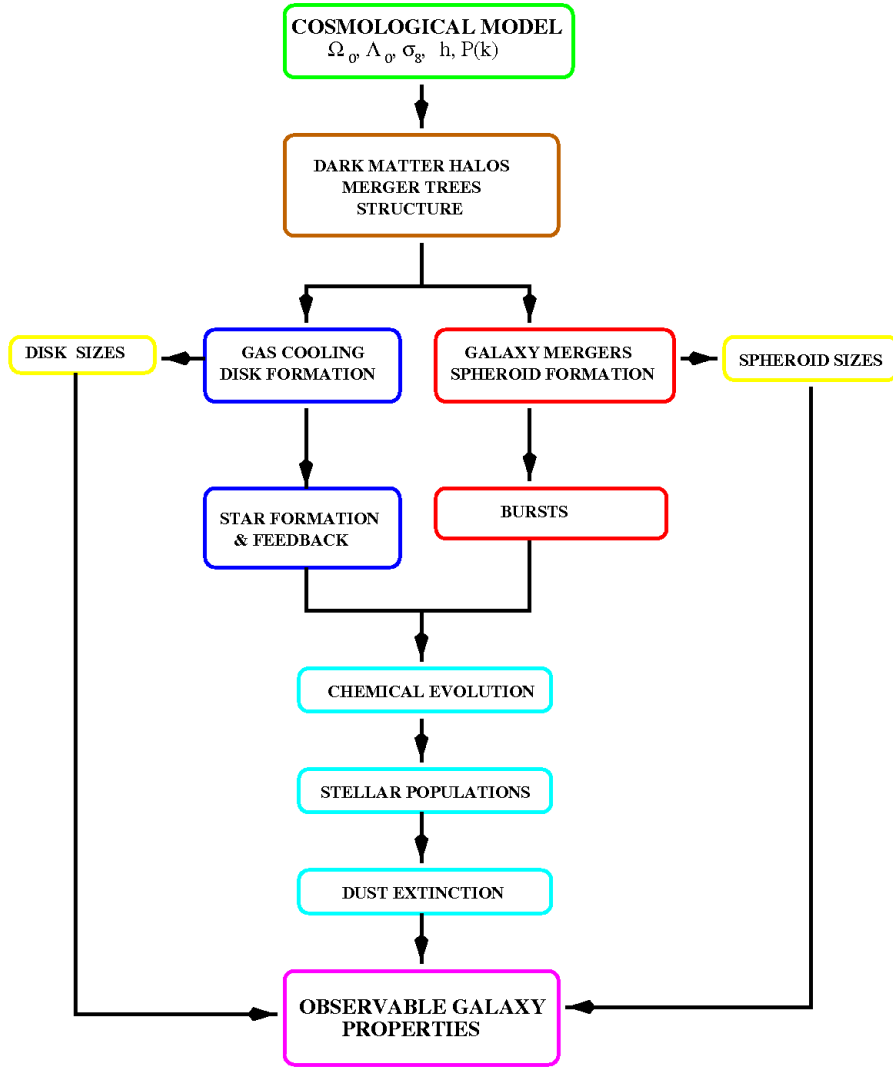 COSMOLOGICAL MODEL
Ω₀, Λ₀, σ₈, h, P(k)
DARK MATTER HALOS
MERGER TREES
STRUCTURE
DISK SIZES
GAS COOLING
DISK FORMATION
GALAXY MERGERS
SPHEROID FORMATION
SPHEROID SIZES
STAR FORMATION
& FEEDBACK
BURSTS
CHEMICAL EVOLUTION
STELLAR POPULATIONS
DUST EXTINCTION
OBSERVABLE GALAXY
PROPERTIES